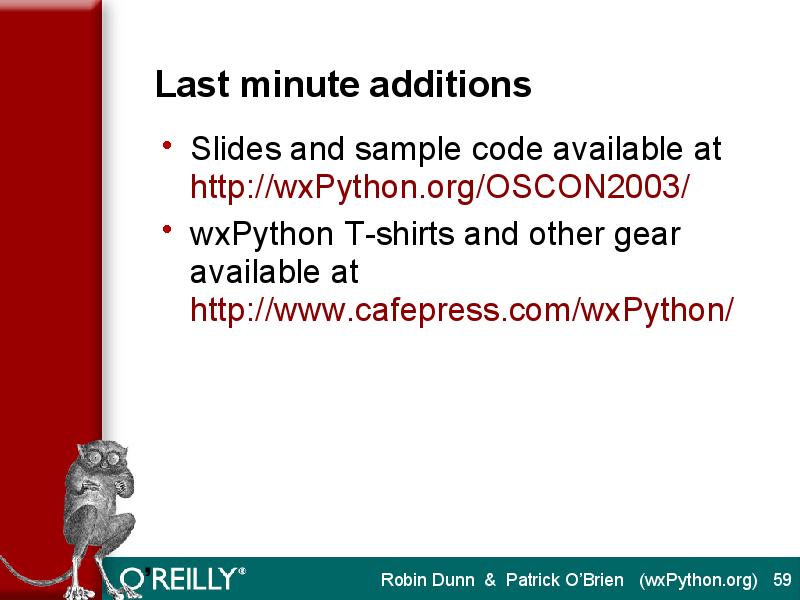 Last minute additions
• Slides and sample code available at
http://wxPython.org/OSCON2003/
• wxPython T-shirts and other gear
available at
http://www.cafepress.com/wxPython/
O'REILLY®
Robin Dunn & Patrick O'Brien (wxPython.org) 59